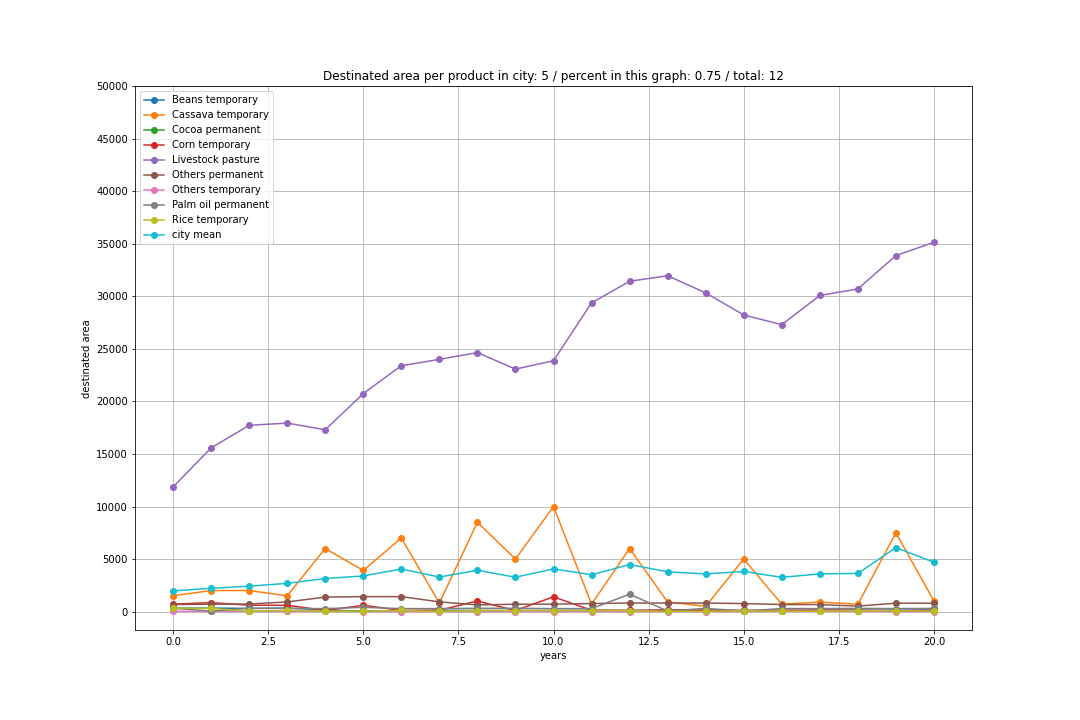 Destinated area per product in city: 5 / percent in this graph: 0.75 / total: 12
50000
45000
40000
35000
30000
25000
20000
15000
10000
5000
0
destinated area
Beans temporary
Cassava temporary
Cocoa permanent
Corn temporary
Livestock pasture
Others permanent
Others temporary
Palm oil permanent
Rice temporary
city mean
0.0 2.5 5.0 7.5 10.0 12.5 15.0 17.5 20.0
years